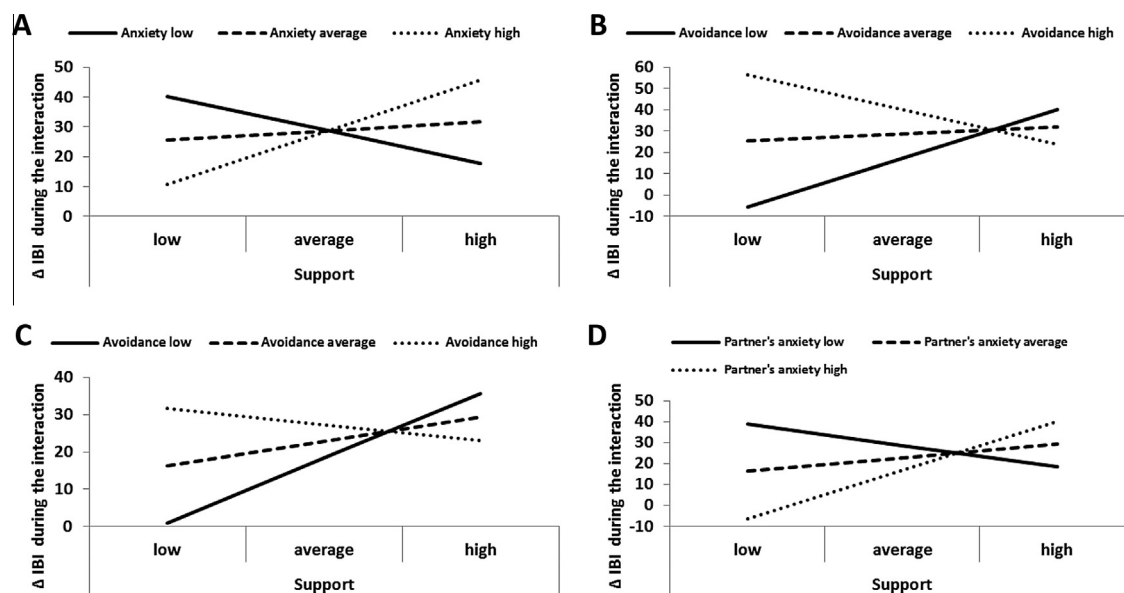 A
Anxiety low Anxiety average Anxiety high
Δ IBI during the interaction
50
40
30
20
10
0
low average high
Support
B
Avoidance low Avoidance average Avoidance high
Δ IBI during the interaction
60
50
40
30
20
10
0
-10
low average high
Support
C
Avoidance low Avoidance average Avoidance high
Δ IBI during the interaction
40
30
20
10
0
low average high
Support
D
Partner's anxiety low Partner's anxiety average
Partner's anxiety high
Δ IBI during the interaction
50
40
30
20
10
0
-10
low average high
Support